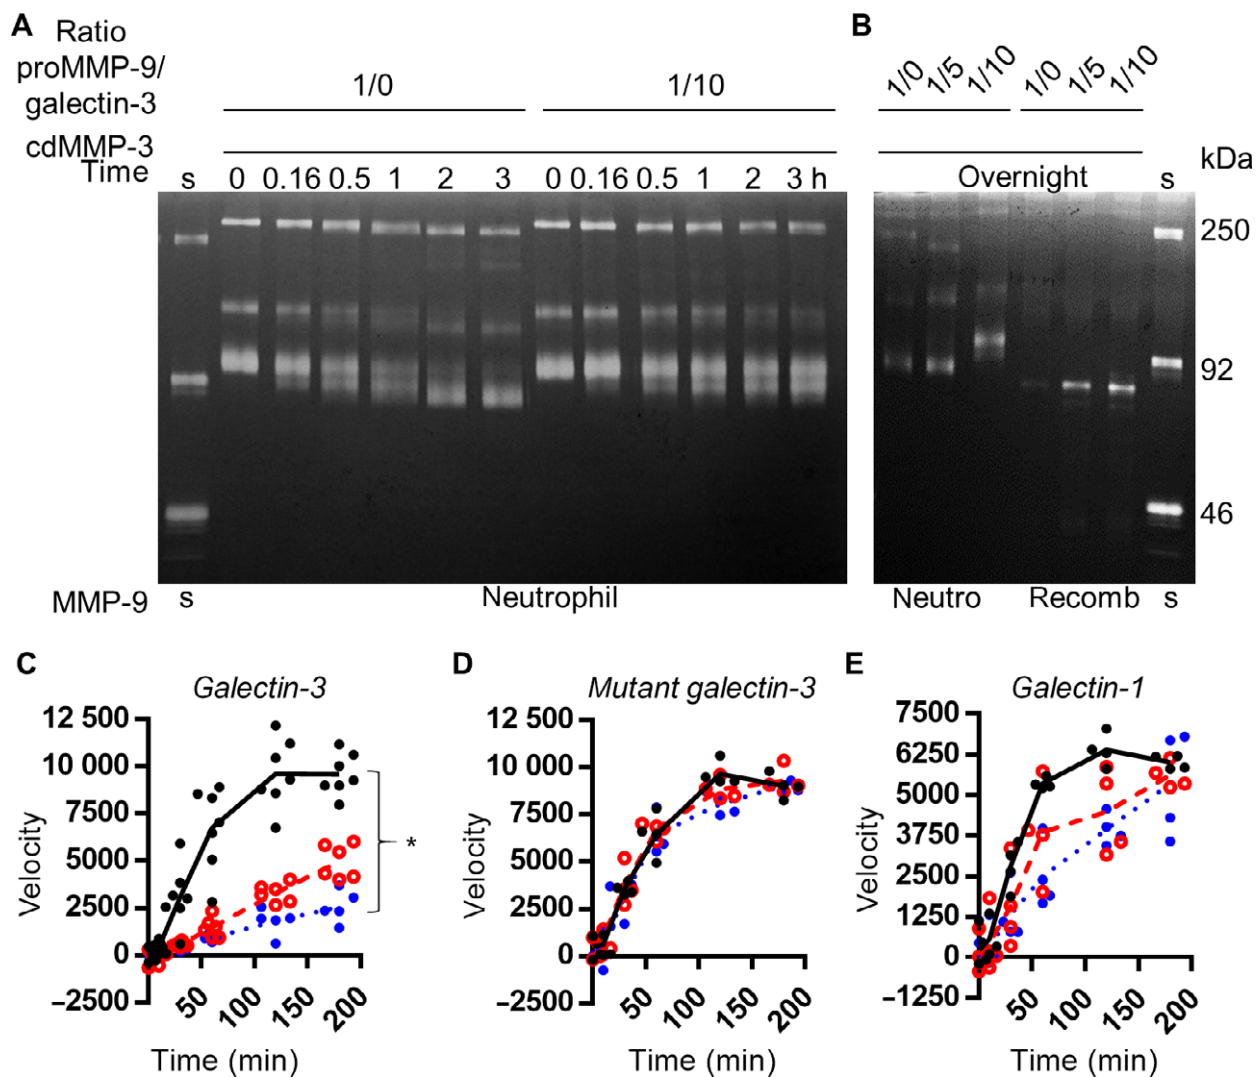 A Ratio
proMMP-9/
galectin-3
1/0 1/10
cdMMP-3
Time s 0 0.16 0.5 1 2 3 0 0.16 0.5 1 2 3 h
MMP-9 s Neutrophil
B
1/0 1/5 1/10 1/0 1/5 1/10
Overnight s
kDa
250
92
46
Neutro Recomb s
C
Galectin-3
Velocity
12 500
10 000
7500
5000
2500
0
−2500
50 100 150 200
Time (min)
*
D
Mutant galectin-3
Velocity
12 500
10 000
7500
5000
2500
0
−2500
50 100 150 200
Time (min)
E
Galectin-1
Velocity
7500
6250
5000
3750
2500
1250
0
−1250
50 100 150 200
Time (min)